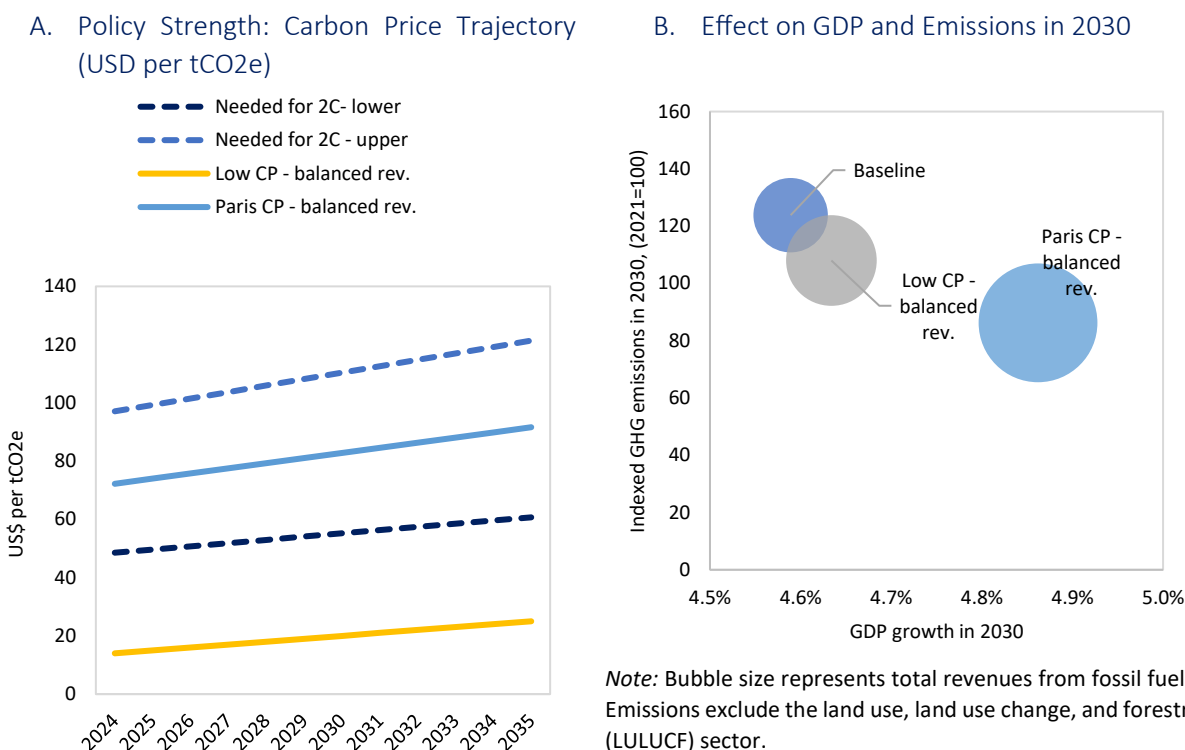 A. Policy Strength: Carbon Price Trajectory
(USD per tCO2e)
Needed for 2C- lower
Needed for 2C - upper
Low CP - balanced rev.
Paris CP - balanced rev.
US$ per tCO2e
140
120
100
80
60
40
20
0
2024
2025
2026
2027
2028
2029
2030
2031
2032
2033
2034
2035
B. Effect on GDP and Emissions in 2030
Indexed GHG emissions in 2030, (2021=100)
160
140
120
100
80
60
40
20
0
Baseline
Low CP -
balanced
rev.
Paris CP -
balanced
rev.
4.5%
4.6%
4.7%
4.8%
4.9%
5.0%
GDP growth in 2030
Note: Bubble size represents total revenues from fossil fuel
Emissions exclude the land use, land use change, and
(LULUCF) sector.